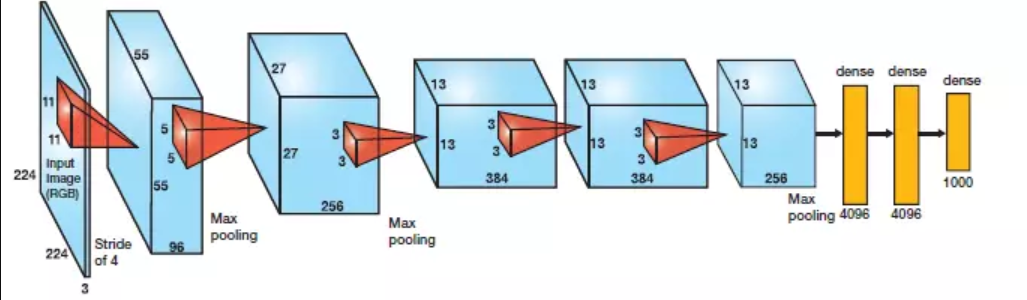 11
11
Input
Image
(RGB)
224
224
3
Stride
of 4
55
5
5
55
96
Max
pooling
27
27
3
3
256
Max
pooling
13
13
3
3
384
13
13
3
3
384
13
13
256
Max
pooling
dense
4096
dense
4096
dense
1000